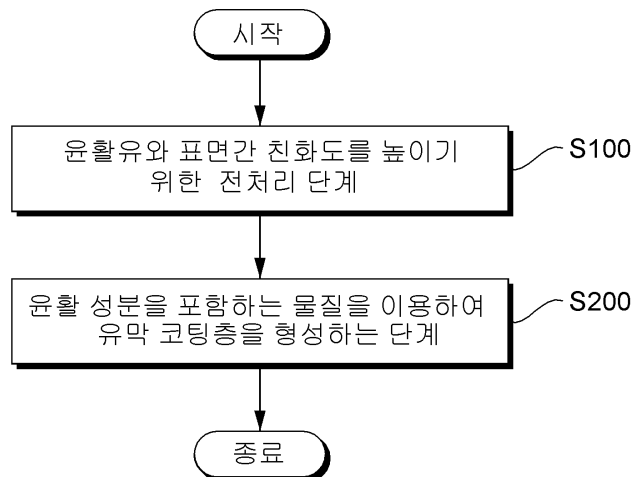 시작
윤활유와 표면간 친화도를 높이기
위한 전처리 단계
S100
윤활 성분을 포함하는 물질을 이용하여
유막 코팅층을 형성하는 단계
S200
종료